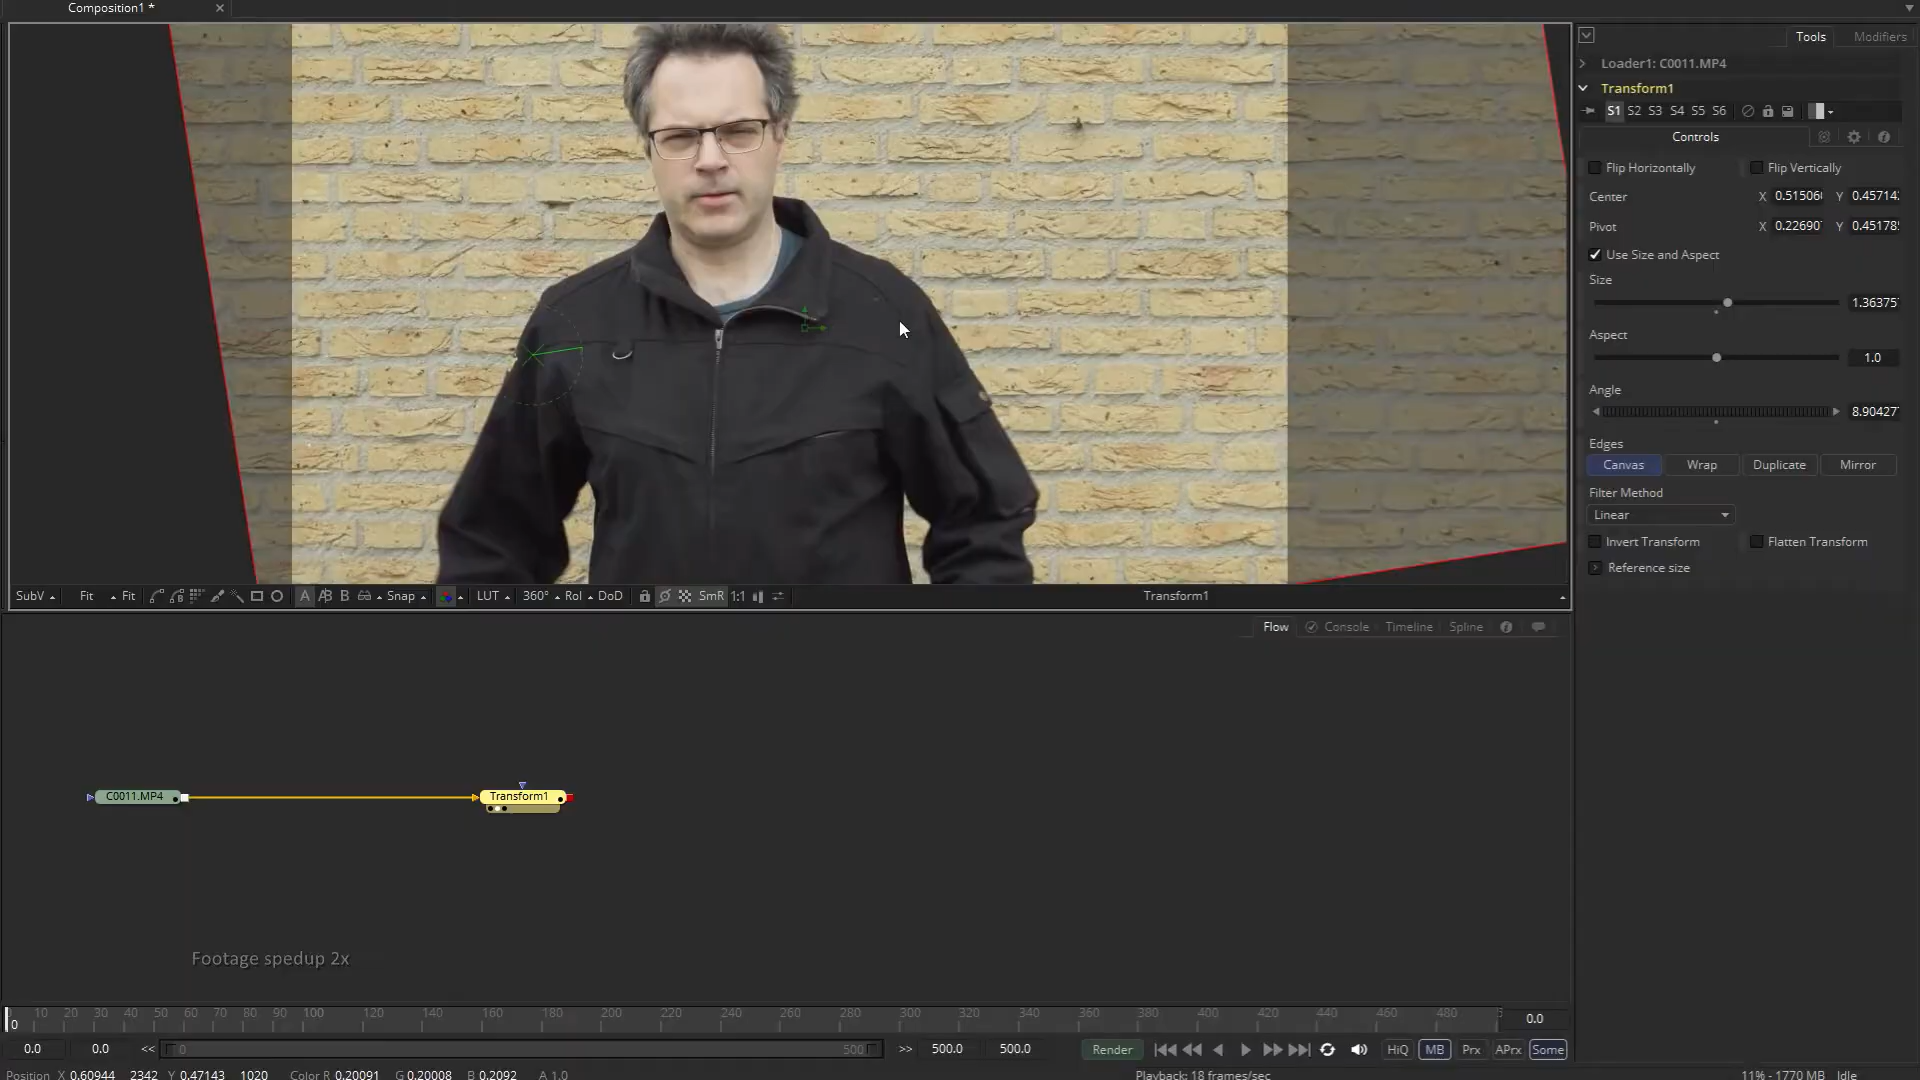 Composition1 *
Tools Modifiers
Loader1: C0011.MP4
Transform1
S1 S2 S3 S4 S5 S6
Controls
Flip Horizontally Flip Vertically
Center X 0.51506 Y 0.45714
Pivot X 0.22690 Y 0.45178
Use Size and Aspect
Size
1.36375
Aspect
1.0
Angle
8.90427
Edges
Canvas Wrap Duplicate Mirror
Filter Method
Linear
Invert Transform Flatten Transform
Reference size
SubV Fit Fit A B Snap LUT 360° RoI DoD SmR 1:1 Transform1
Flow Console Timeline Spline
C0011.MP4 Transform1
Footage spedup 2x
10 20 30 40 50 60 70 80 90 100 120 140 160 180 200 220 240 260 280 300 320 340 360 380 400 420 440 460 480
0 0.0
0.0 0.0 << 0 500 >> 500.0 500.0 Render HiQ MB Prx APrx Some
Position X 0.60944 2342 Y 0.47143 1020 Color R 0.20091 G 0.20008 B 0.2092 A 1.0 Playback: 18 frames/sec 11% - 1770 MB Idle